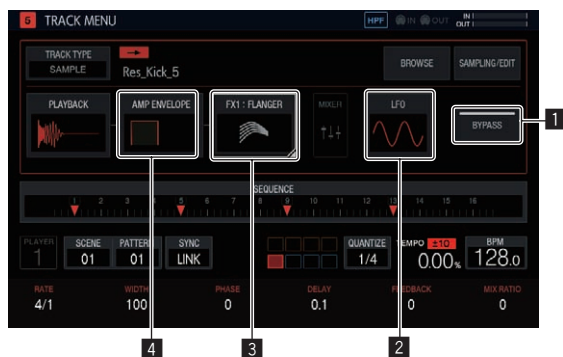 5 TRACK MENU HPF IN OUT IN OUT
TRACK TYPE
SAMPLE
Res_Kick_5
BROWSE
SAMPLING/EDIT
PLAYBACK
AMP ENVELOPE
FX1 : FLANGER
MIXER
LFO
BYPASS
1
SEQUENCE
1 2 3 4 5 6 7 8 9 10 11 12 13 14 15 16
PLAYER
1
SCENE
01
PATTERN
01
SYNC
LINK
QUANTIZE
1/4
TEMPO ±10
0.00%
BPM
128.0
RATE WIDTH PHASE DELAY FEEDBACK MIX RATIO
4/1 100 0 0.1 0 0
4 3 2